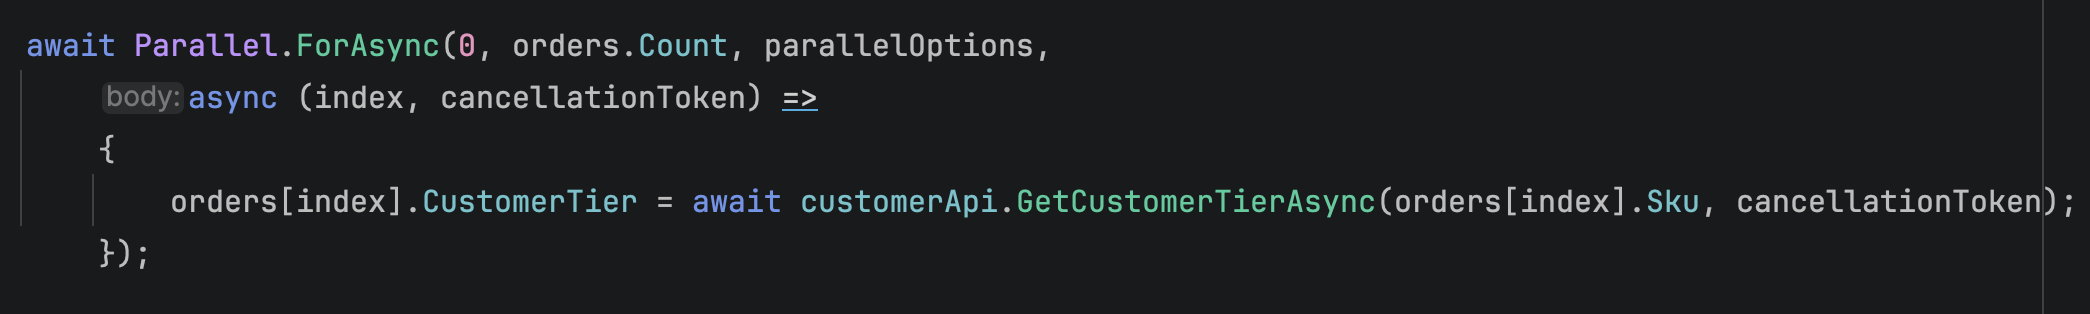 await Parallel.ForAsync(0, orders.Count, parallelOptions,
body: async (index, cancellationToken) =>
{
orders[index].CustomerTier = await customerApi.GetCustomerTierAsync(orders[index].Sku, cancellationToken);
});